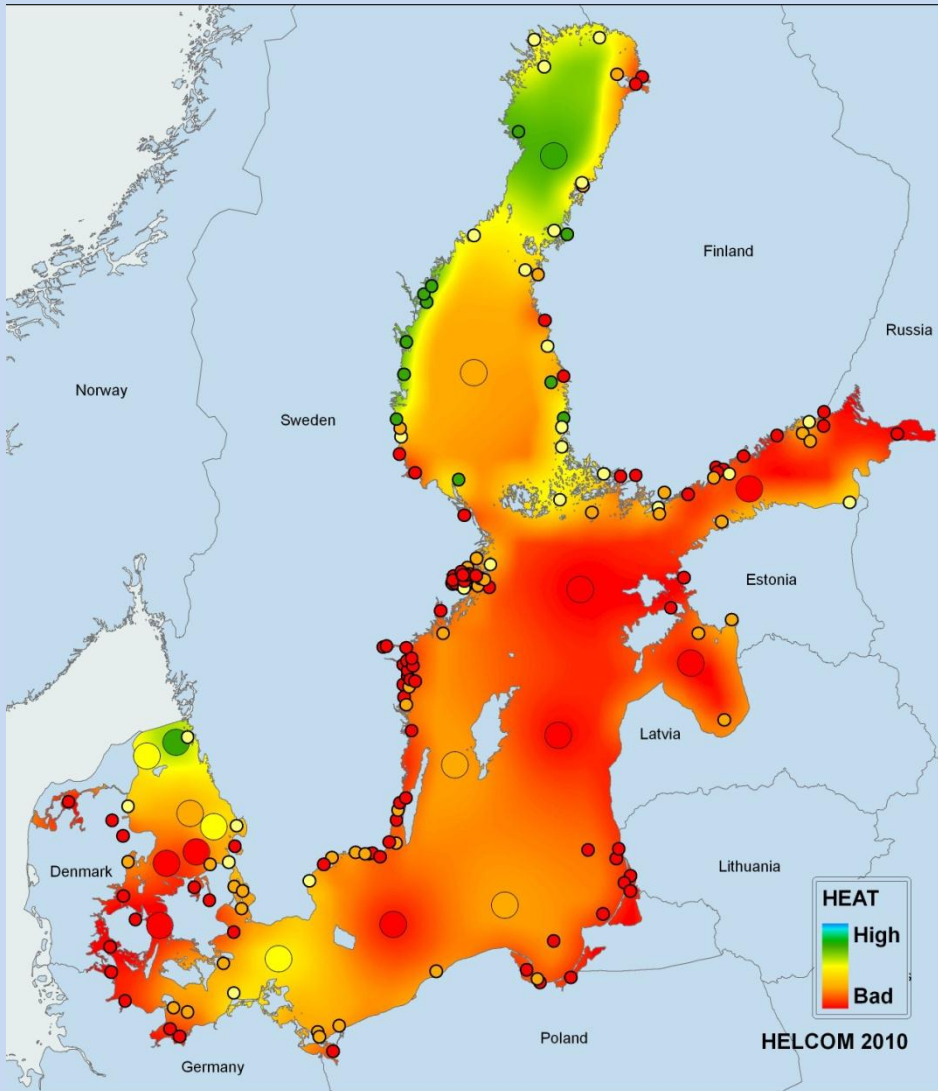 Finland
Russia
Norway
Sweden
Estonia
Latvia
Denmark
Lithuania
HEAT
High
Bad
HELCOM 2010
Poland
Germany